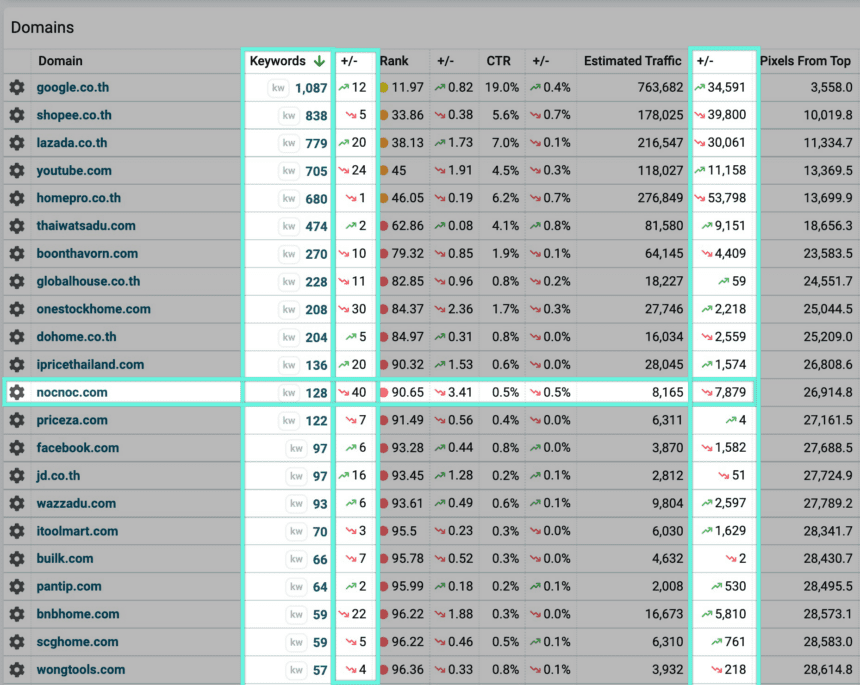 Domains
Domain Keywords +/- Rank +/- CTR +/- Estimated Traffic +/- Pixels From Top
google.co.th kw 1,087 12 11.97 0.82 19.0% 0.4% 763,682 34,591 3,558.0
shopee.co.th kw 838 5 33.86 0.38 5.6% 0.7% 178,025 39,800 10,019.8
lazada.co.th kw 779 20 38.13 1.73 7.0% 0.1% 216,547 30,061 11,334.7
youtube.com kw 705 24 45 1.91 4.5% 0.3% 118,027 11,158 13,369.5
homepro.co.th kw 680 1 46.05 0.19 6.2% 0.7% 276,849 53,798 13,699.9
thaiwatsadu.com kw 474 2 62.86 0.08 4.1% 0.8% 81,580 9,151 18,656.3
boonthavorn.com kw 270 10 79.32 0.85 1.9% 0.1% 64,145 4,409 23,583.5
globalhouse.co.th kw 228 11 82.85 0.96 0.8% 0.2% 18,227 59 24,551.7
onestockhome.com kw 208 30 84.37 2.36 1.7% 0.3% 27,746 2,218 25,044.5
dohome.co.th kw 204 5 84.97 0.31 0.8% 0.0% 16,034 2,559 25,209.0
ipricethailand.com kw 136 20 90.32 1.53 0.6% 0.0% 28,045 1,574 26,808.6
nocnoc.com kw 128 40 90.65 3.41 0.5% 0.5% 8,165 7,879 26,914.8
priceza.com kw 122 7 91.49 0.56 0.4% 0.0% 6,311 4 27,161.5
facebook.com kw 97 6 93.28 0.44 0.8% 0.0% 3,870 1,582 27,688.5
jd.co.th kw 97 16 93.45 1.28 0.2% 0.1% 2,812 51 27,724.9
wazzadu.com kw 93 6 93.61 0.49 0.6% 0.1% 9,804 2,597 27,789.2
itoolmart.com kw 70 3 95.5 0.23 0.3% 0.0% 6,030 1,629 28,341.7
builk.com kw 66 7 95.78 0.52 0.3% 0.0% 4,632 2 28,430.7
pantip.com kw 64 2 95.99 0.18 0.2% 0.1% 2,008 530 28,495.5
bnbhome.com kw 59 22 96.22 1.88 0.3% 0.0% 16,673 5,810 28,573.1
scghome.com kw 59 5 96.22 0.46 0.5% 0.1% 6,310 761 28,583.0
wongtools.com kw 57 4 96.36 0.33 0.8% 0.1% 3,932 218 28,614.8